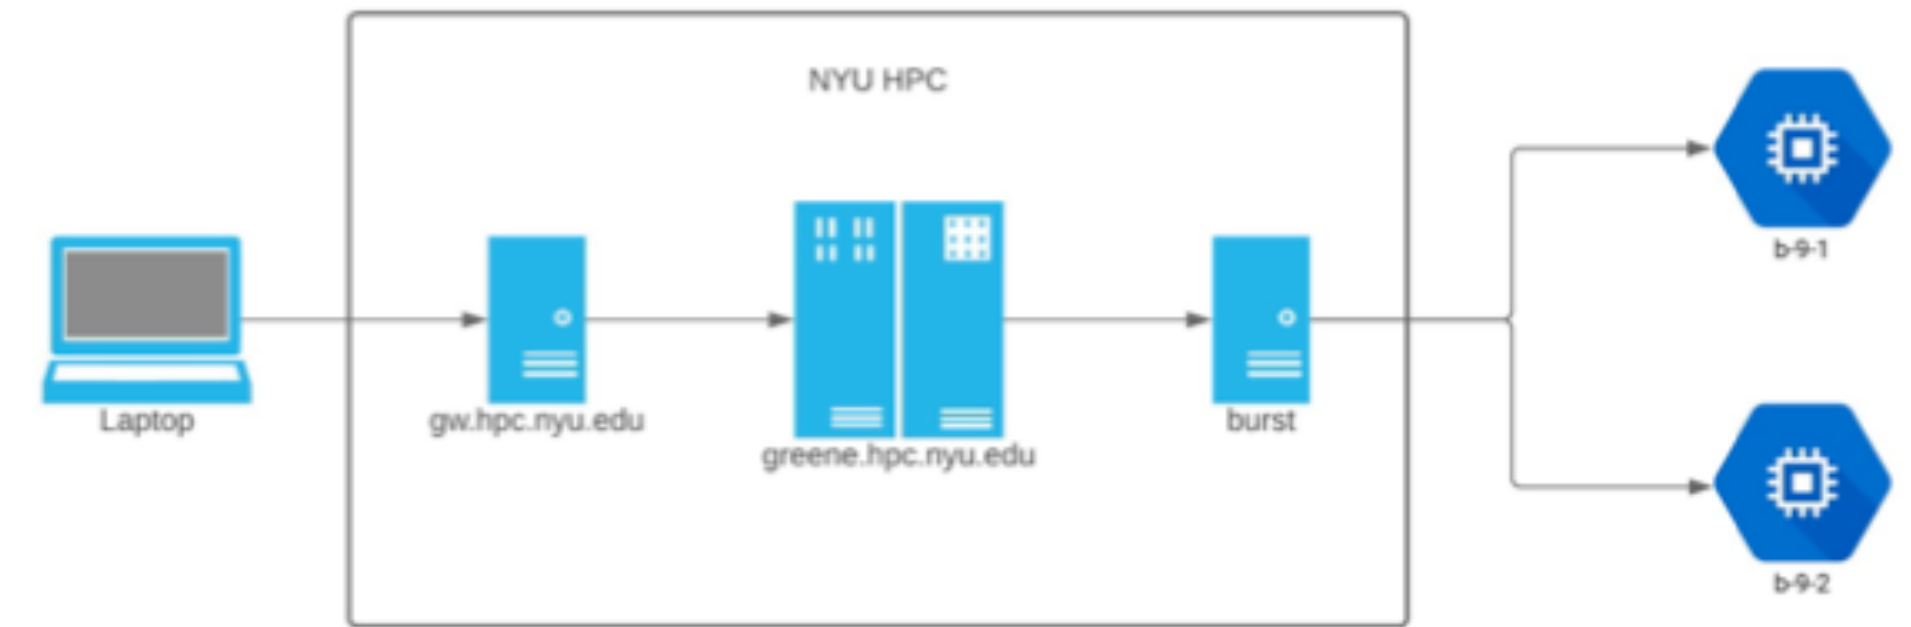 NYU HPC
Laptop
gw.hpc.nyu.edu
greene.hpc.nyu.edu
burst
b-9-1
b-9-2